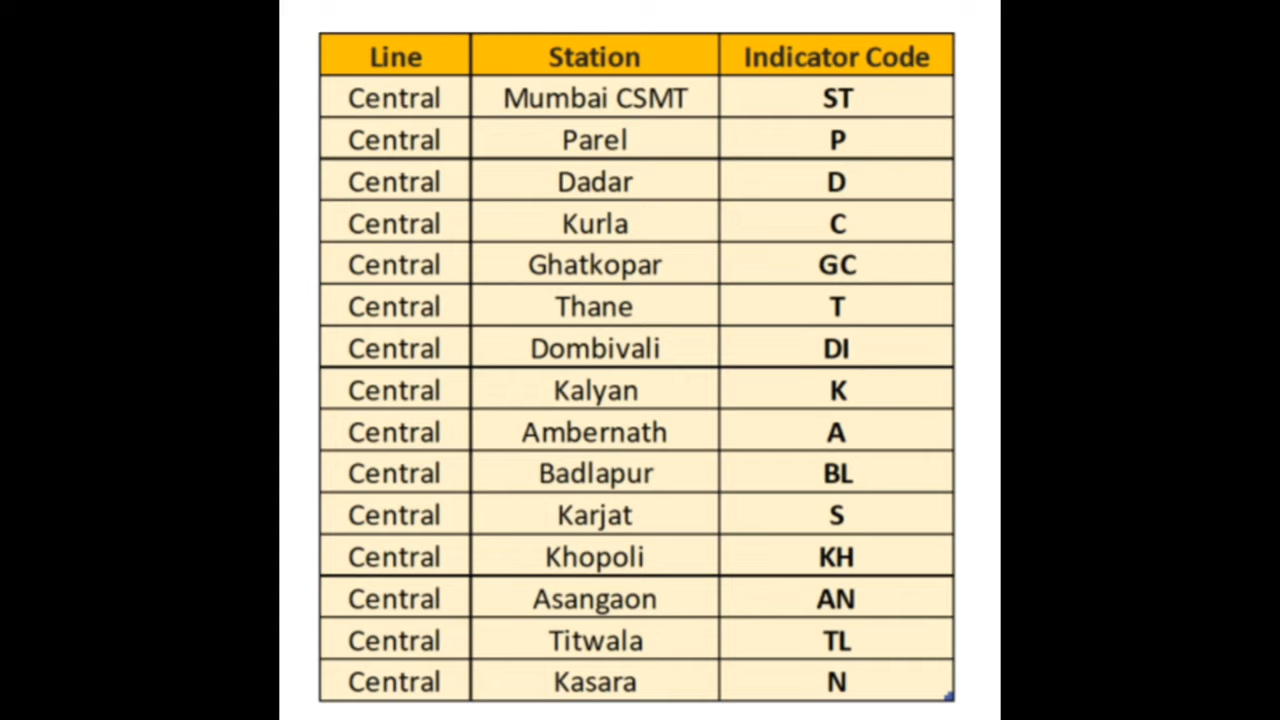 Line Station Indicator Code
Central Mumbai CSMT ST
Central Parel P
Central Dadar D
Central Kurla C
Central Ghatkopar GC
Central Thane T
Central Dombivali DI
Central Kalyan K
Central Ambernath A
Central Badlapur BL
Central Karjat S
Central Khopoli KH
Central Asangaon AN
Central Titwala TL
Central Kasara N